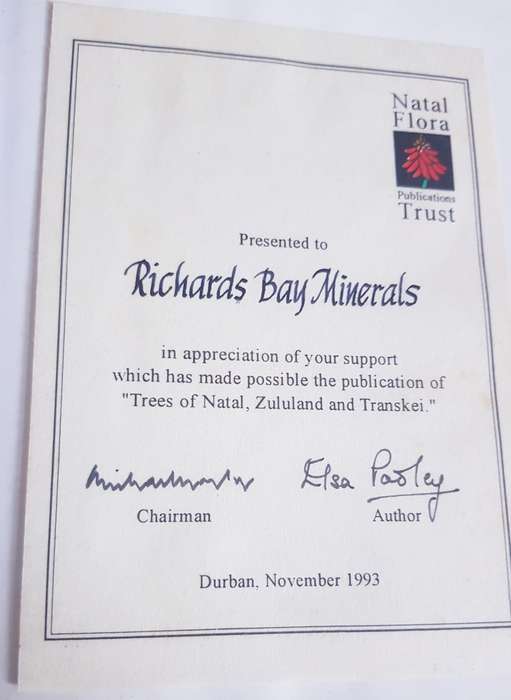 Natal
Flora
Publications
Trust
Presented to
Richards Bay Minerals
in appreciation of your support
which has made possible the publication of
"Trees of Natal, Zululand and Transkei."
Elsa Pooley
Chairman
Author
Durban, November 1993